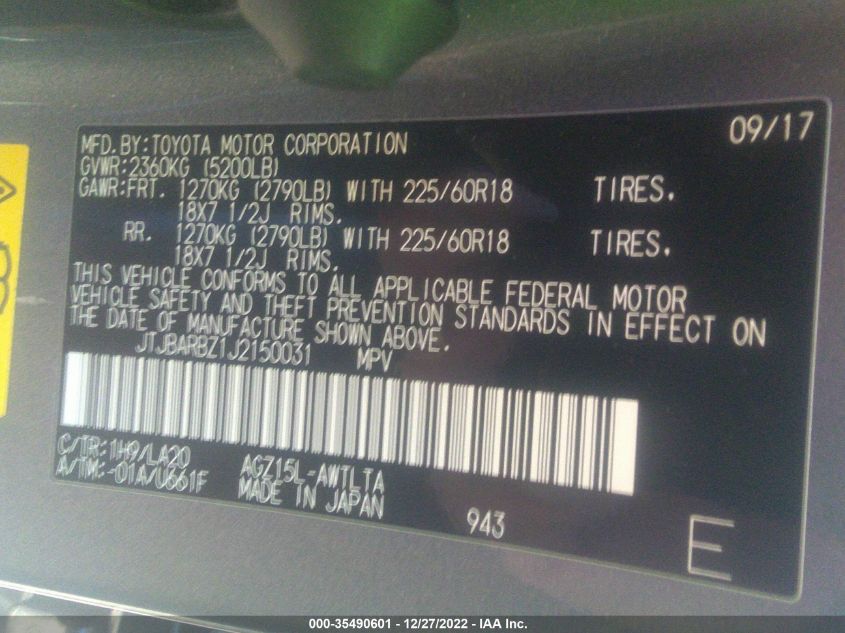 09/17
MFD.BY:TOYOTA MOTOR CORPORATION
GVWR:2360KG (5200LB)
GAWR:FRT. 1270KG (2790LB) WITH 225/60R18 TIRES.
18X7 1/2J RIMS.
RR. 1270KG (2790LB) WITH 225/60R18 TIRES.
18X7 1/2J RIMS.
THIS VEHICLE CONFORMS TO ALL APPLICABLE FEDERAL MOTOR
VEHICLE SAFETY AND THEFT PREVENTION STANDARDS IN EFFECT ON
THE DATE OF MANUFACTURE SHOWN ABOVE.
JTJBARBZ1J2150031 MPV
C/TR:1H9/LA20 AGZ15L-AWTLTA
A/TM:-01A/U661F MADE IN JAPAN
943
E
000-35490601 - 12/27/2022 - IAA Inc.